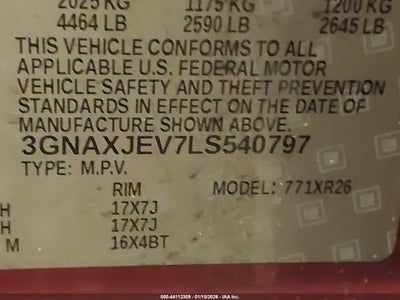 2025 KG 1175 KG 1200 KG
4464 LB 2590 LB 2645 LB
THIS VEHICLE CONFORMS TO ALL
APPLICABLE U.S. FEDERAL MOTOR
VEHICLE SAFETY AND THEFT PREVENTION
STANDARDS IN EFFECT ON THE DATE OF
MANUFACTURE SHOWN ABOVE.
3GNAXJEV7LS540797
TYPE: M.P.V.
RIM MODEL: 771XR26
H 17X7J
H 17X7J
M 16X4BT
© 000-44112309 - 01/15/2026 - IAA Inc.